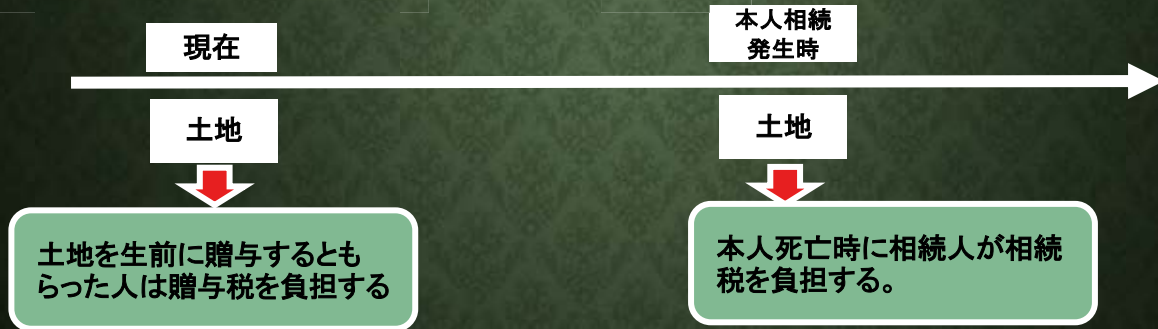 現在
本人相続
発生時
土地
土地
土地を生前に贈与するとも
らった人は贈与税を負担する
本人死亡時に相続人が相続
税を負担する。